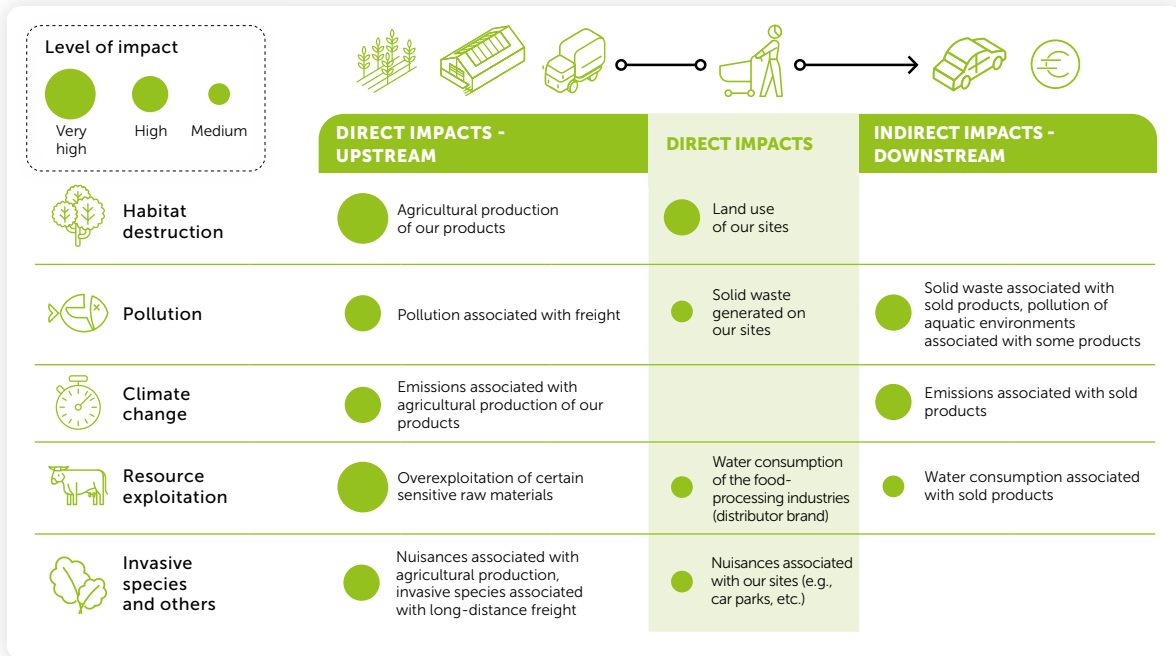 Level of impact
Very
high
High
Medium
DIRECT IMPACTS -
UPSTREAM
DIRECT IMPACTS
INDIRECT IMPACTS -
DOWNSTREAM
Habitat
destruction
Agricultural production
of our products
Land use
of our sites
Pollution
Pollution associated with freight
Solid waste
generated on
our sites
Solid waste associated with
sold products, pollution of
aquatic environments
associated with some products
Climate
change
Emissions associated with
agricultural production of our
products
Emissions associated with sold
products
Resource
exploitation
Overexploitation of certain
sensitive raw materials
Water consumption
of the food-
processing industries
(distributor brand)
Water consumption associated
with sold products
Invasive
species
and others
Nuisances associated with
agricultural production,
invasive species associated
with long-distance freight
Nuisances associated
with our sites (e.g.,
car parks, etc.)